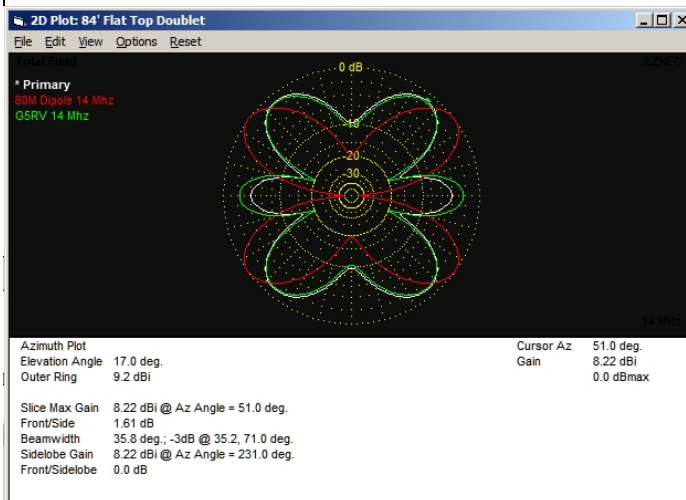 2D Plot: 84' Flat Top Doublet
File Edit View Options Reset
Total Field
EZNEC
0 dB
* Primary
80M Dipole 14 Mhz
G5RV 14 Mhz
-10
-20
-30
14 MHz
Azimuth Plot
Elevation Angle 17.0 deg.
Outer Ring 9.2 dBi
Cursor Az 51.0 deg.
Gain 8.22 dBi
0.0 dBmax
Slice Max Gain 8.22 dBi @ Az Angle = 51.0 deg.
Front/Side 1.61 dB
Beamwidth 35.8 deg.; -3dB @ 35.2, 71.0 deg.
Sidelobe Gain 8.22 dBi @ Az Angle = 231.0 deg.
Front/Sidelobe 0.0 dB